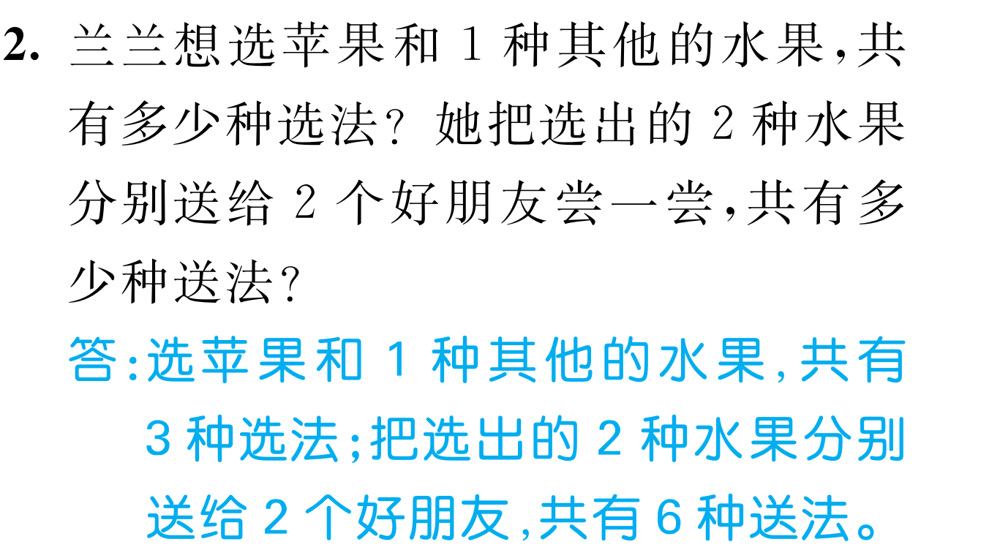 2. 兰兰想选苹果和 1 种其他的水果,共
有多少种选法? 她把选出的 2 种水果
分别送给 2 个好朋友尝一尝,共有多
少种送法?
答:选苹果和 1 种其他的水果,共有
3 种选法;把选出的 2 种水果分别
送给 2 个好朋友,共有 6 种送法。